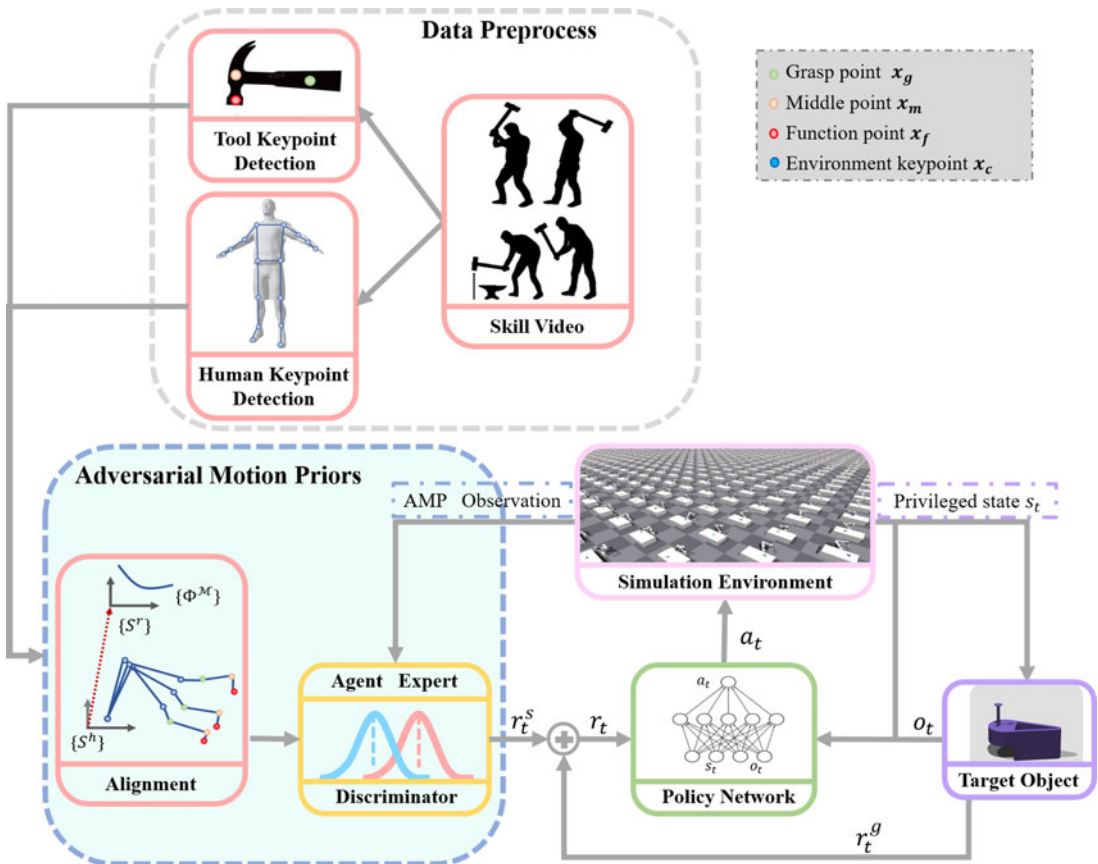 Data Preprocess
Tool Keypoint
Detection
Human Keypoint
Detection
Skill Video
Grasp point x_g
Middle point x_m
Function point x_f
Environment keypoint x_c
Adversarial Motion Priors
AMP Observation
Privileged state s_t
Simulation Environment
{Φ^ℳ}
{S^r}
{S^h}
Alignment
Agent Expert
Discriminator
r_t^s
r_t
a_t
a_t
s_t
o_t
Policy Network
o_t
Target Object
r_t^g